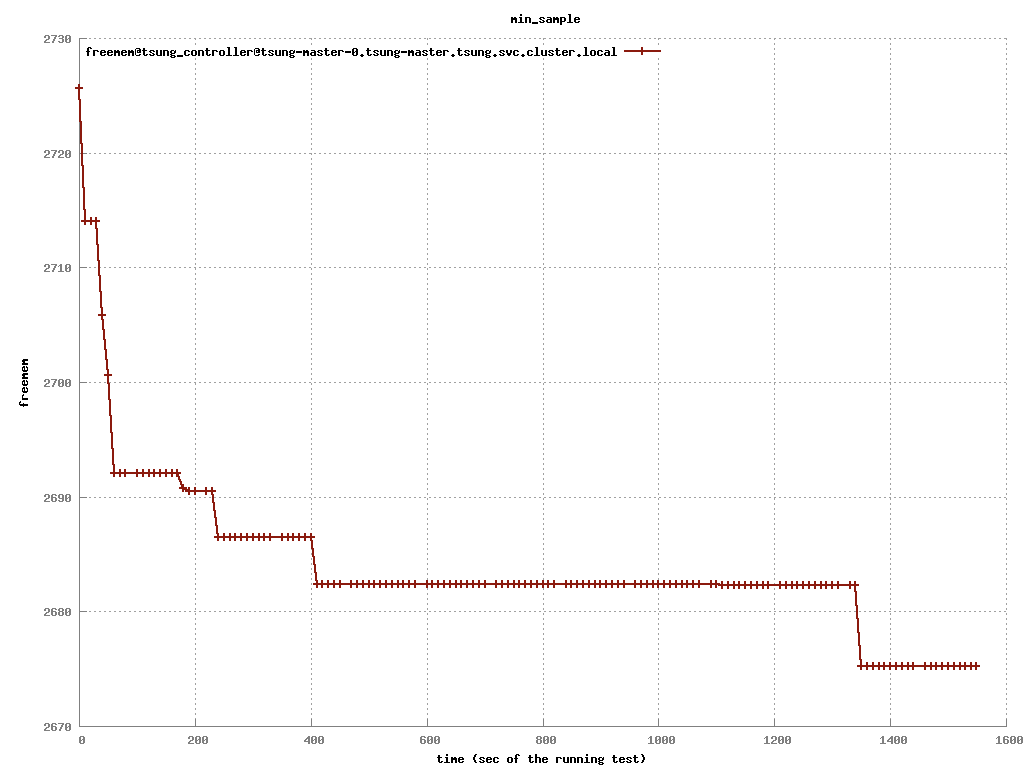 min_sample
2730
freemem@tsung_controller@tsung-master-0.tsung-master.tsung.svc.cluster.local
2720
2710
2700
freemem
2690
2680
2670
0 200 400 600 800 1000 1200 1400 1600
time (sec of the running test)